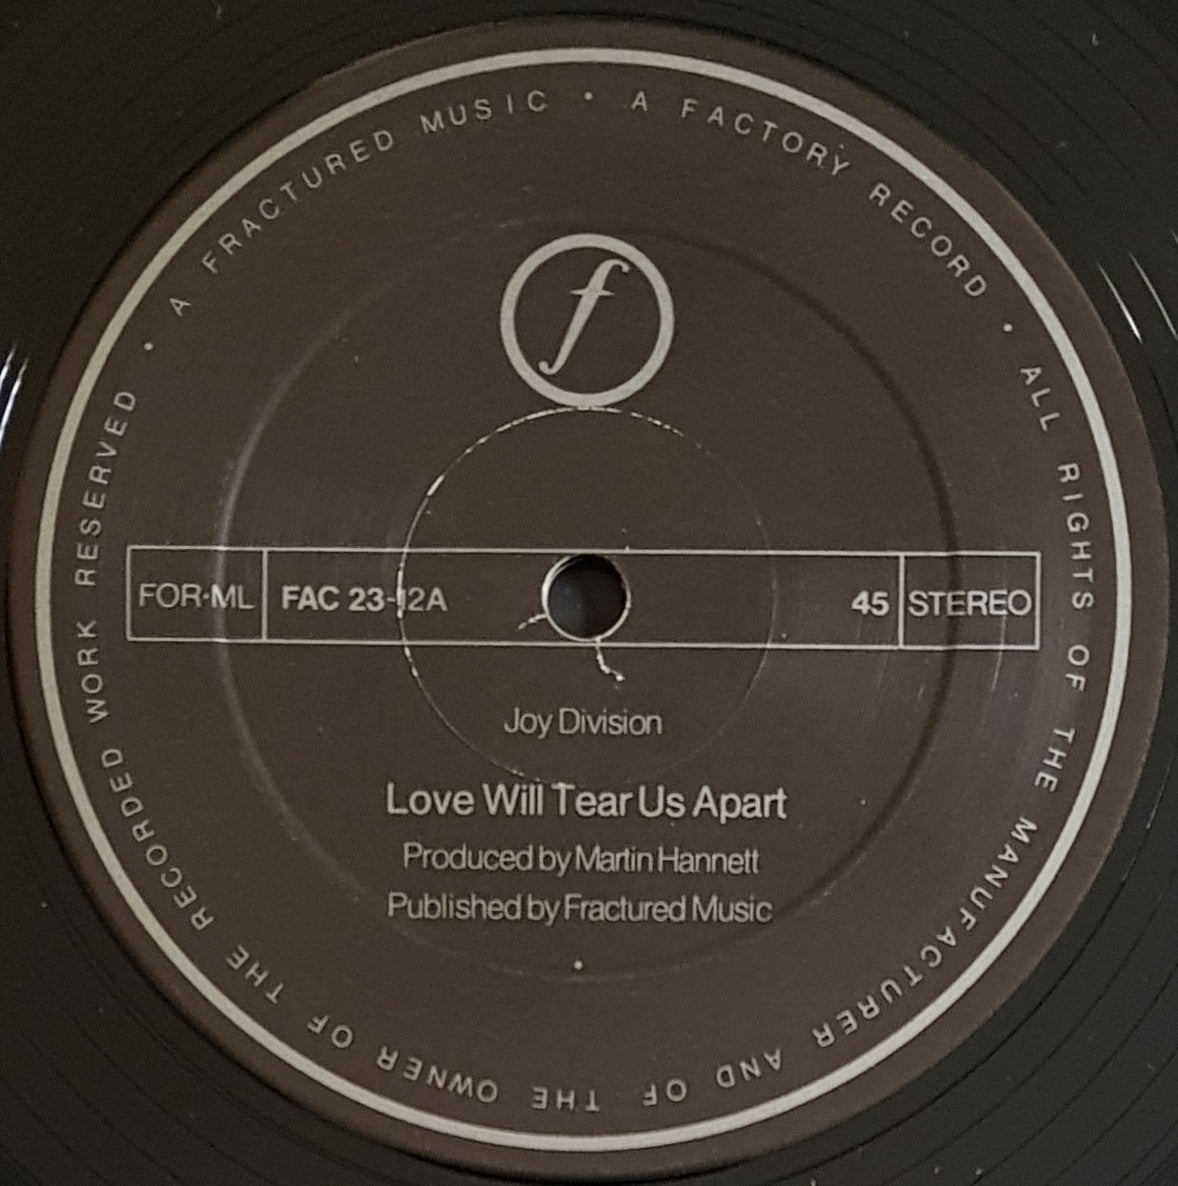 A FRACTURED MUSIC • A FACTORY RECORD • ALL RIGHTS OF THE MANUFACTURER AND OF THE OWNER OF THE RECORDED WORK RESERVED •
f
FOR·ML FAC 23-12A 45 STEREO
Joy Division
Love Will Tear Us Apart
Produced by Martin Hannett
Published by Fractured Music